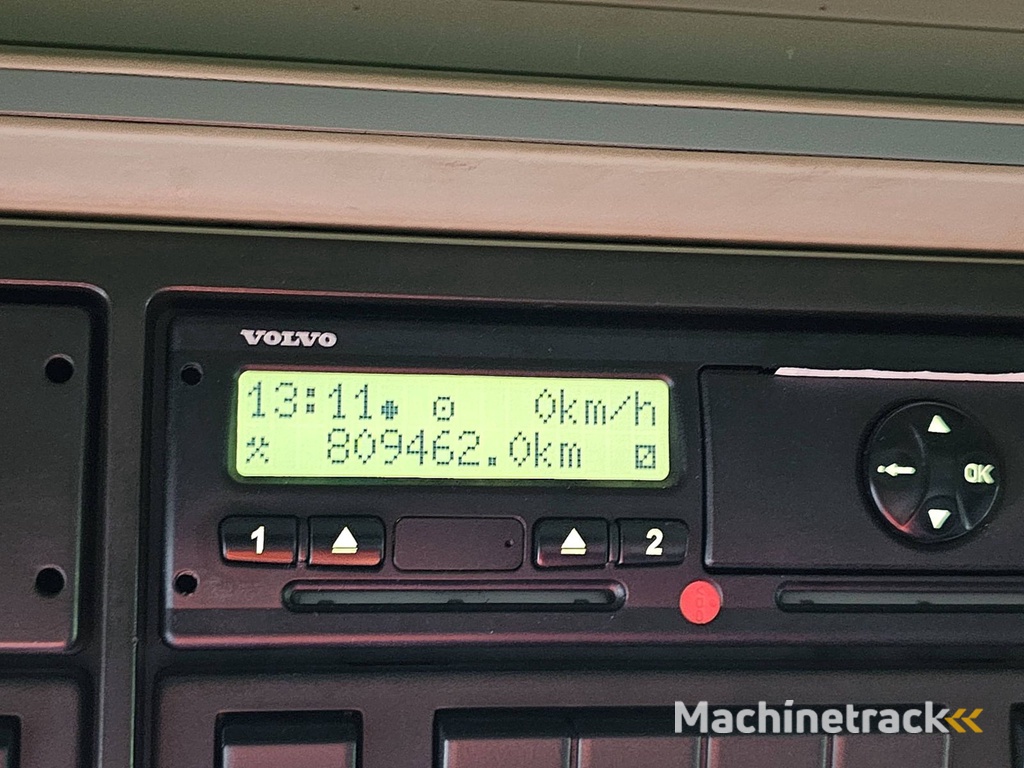 VOLVO
13:11 0km/h
809462.0km
OK
1 2
Machinetrack